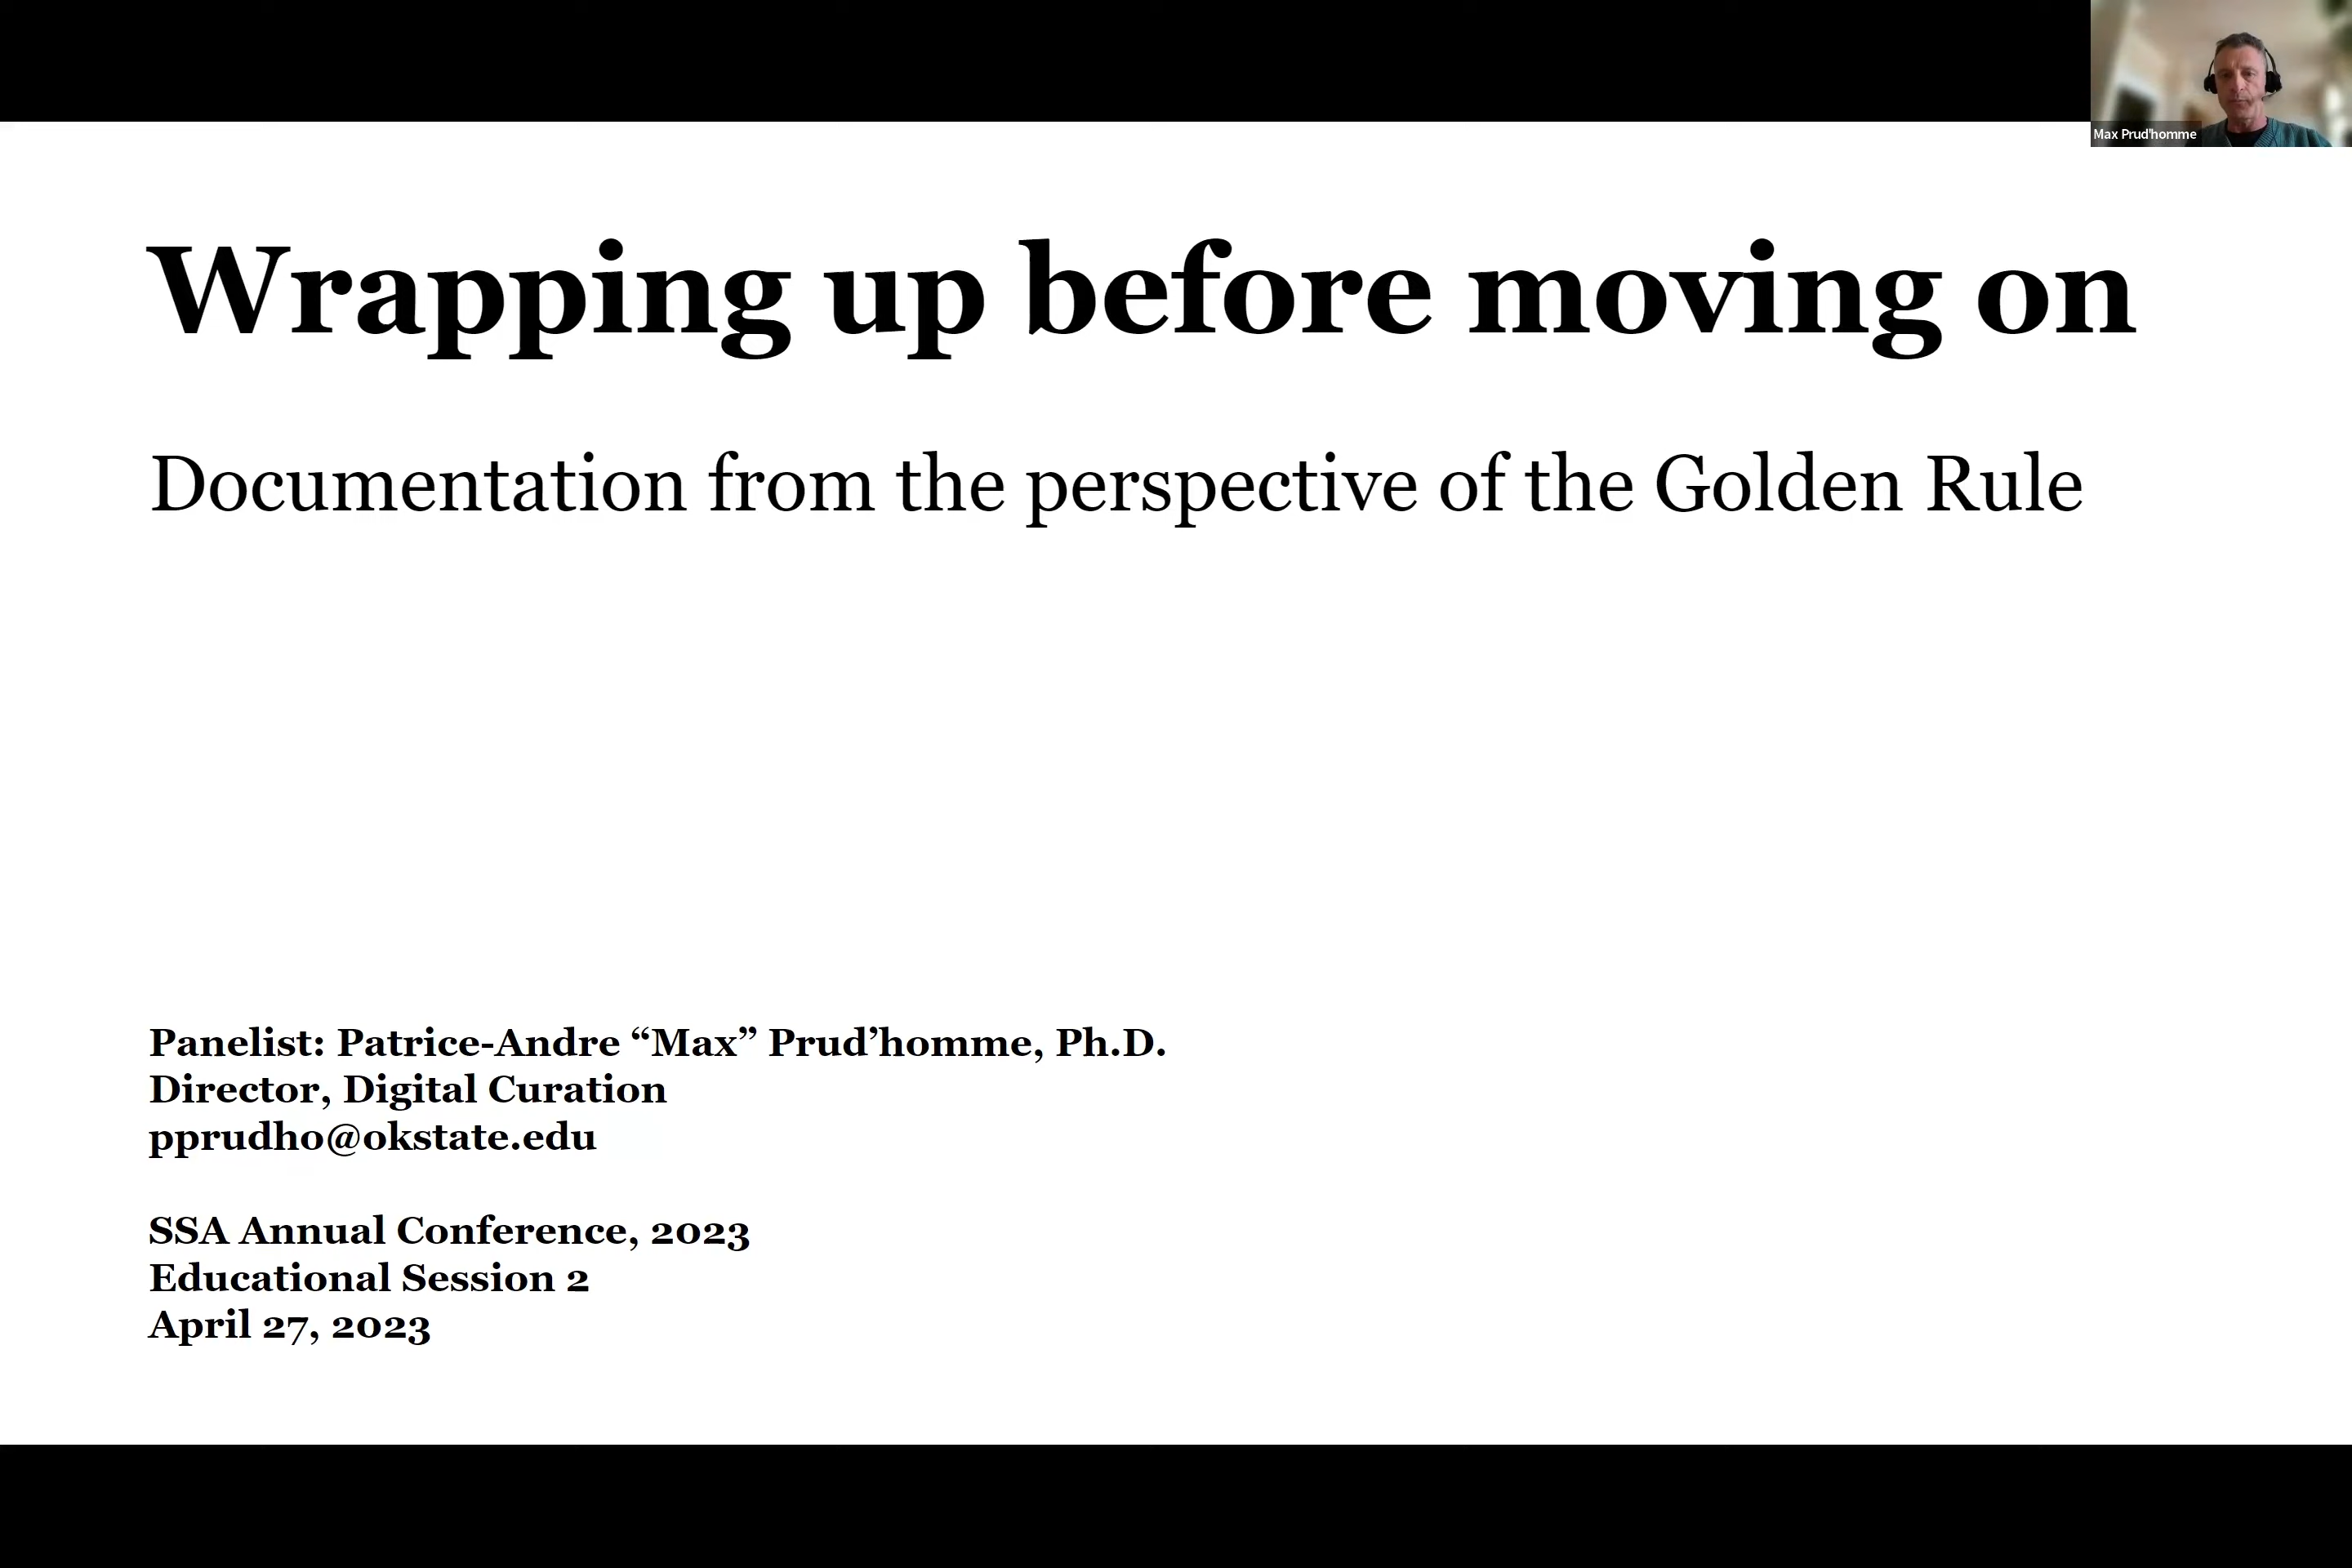 Max Prud'homme
Wrapping up before moving on
Documentation from the perspective of the Golden Rule
Panelist: Patrice-Andre “Max” Prud’homme, Ph.D.
Director, Digital Curation
pprudho@okstate.edu
SSA Annual Conference, 2023
Educational Session 2
April 27, 2023